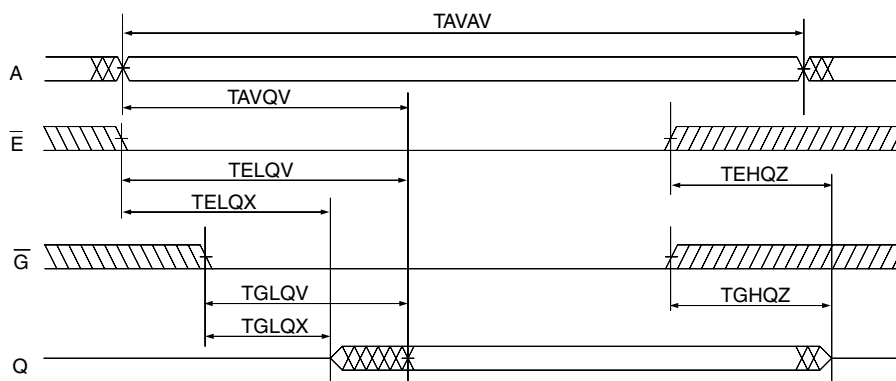 TAVAV
A
TAVQV
E̅
TELQV
TEHQZ
TELQX
G̅
TGLQV
TGHQZ
TGLQX
Q